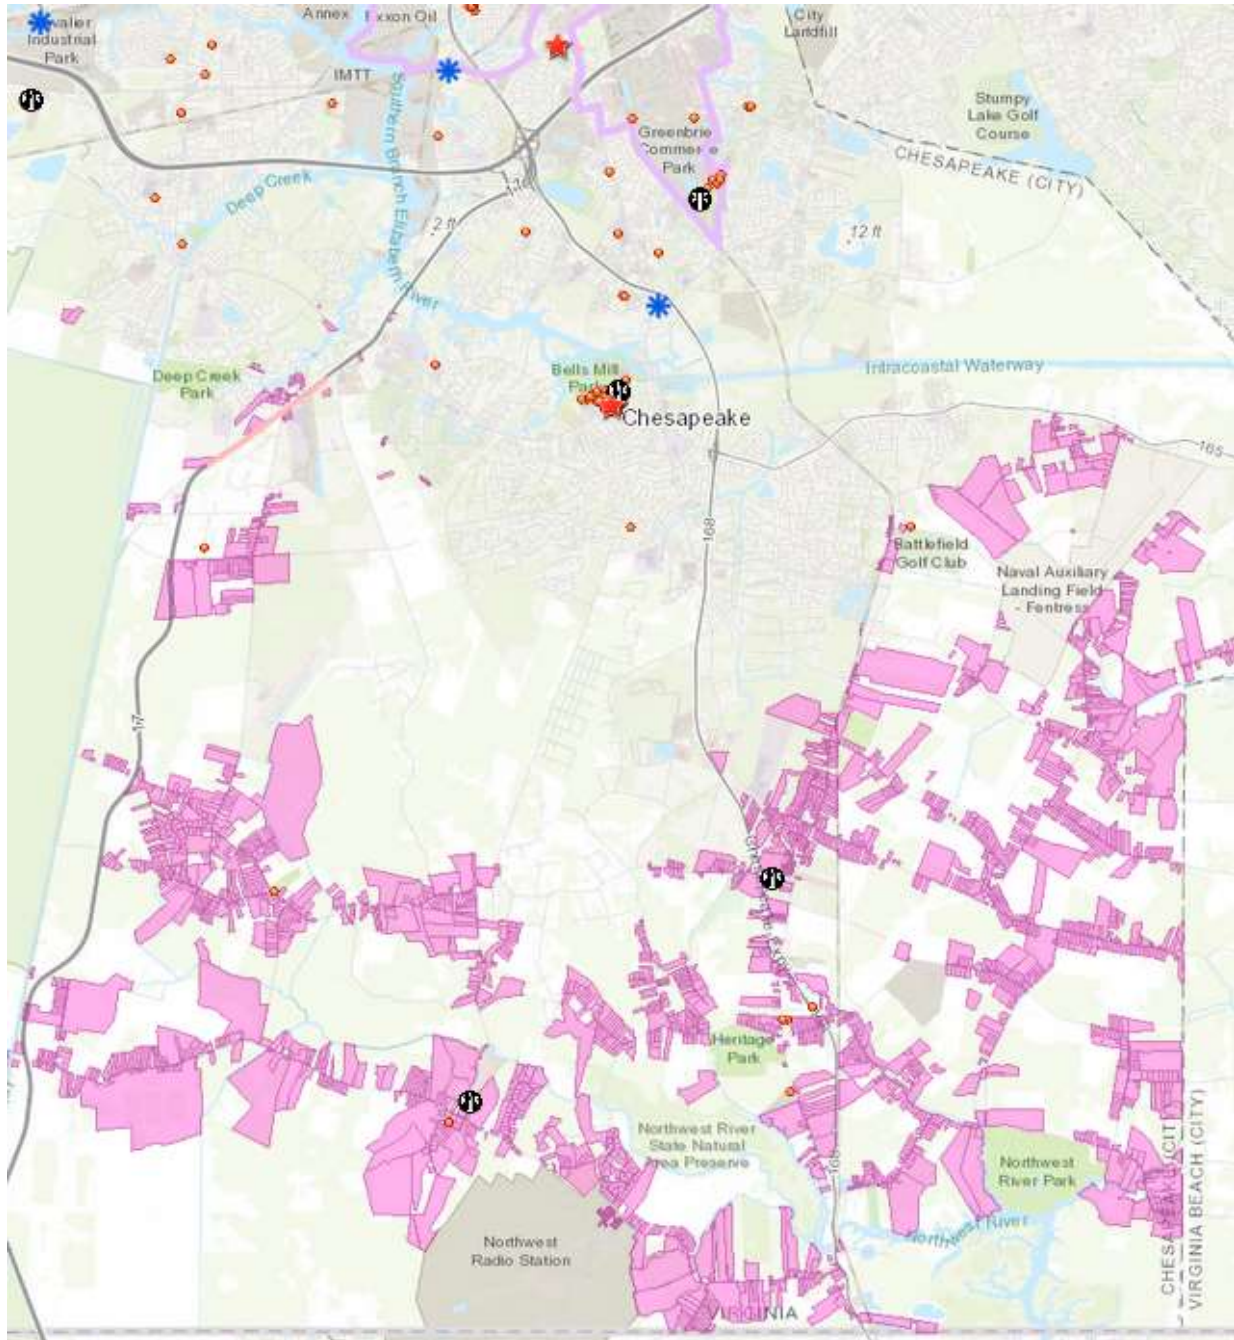 Annex
Exxon Oil
City
Landfill
Industrial
Park
IMTT
Stumpy
Lake Golf
Course
Park
CHESAPEAKE (CITY)
Deep Creek
Southern Branch Elizabeth River
2 ft
12 ft
17
Deep Creek
Park
Bells Mill
Park
Intracoastal Waterway
Chesapeake
165
168
Battlefield
Golf Club
Naval Auxiliary
Landing Field
- Fentress
17
Heritage
Park
Northwest River
State Natural
Area Preserve
168
Northwest
River Park
Northwest River
Northwest
Radio Station
VIRGINIA
CHESAPEAKE (CITY)
VIRGINIA BEACH (CITY)